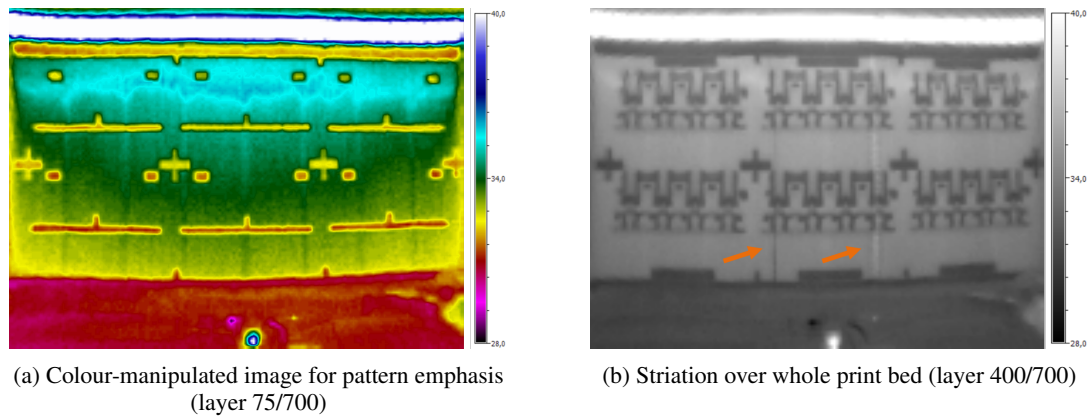 40,0
34,0
28,0
40,0
34,0
28,0
(a) Colour-manipulated image for pattern emphasis
(layer 75/700)
(b) Striation over whole print bed (layer 400/700)